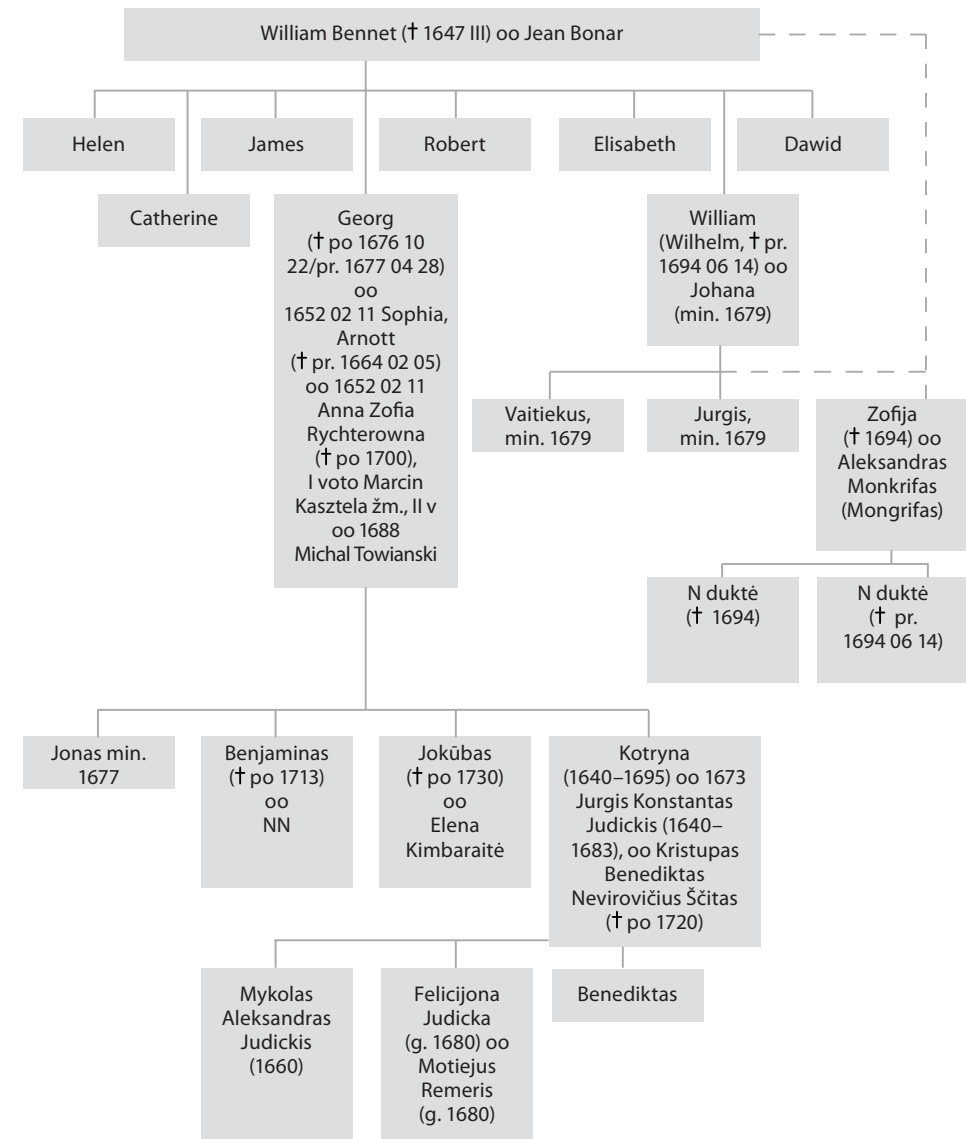 William Bennet († 1647 III) oo Jean Bonar
Helen
James
Robert
Elisabeth
Dawid
Catherine
Georg
(† po 1676 10
22/pr. 1677 04 28)
oo
1652 02 11 Sophia,
Arnott
(† pr. 1664 02 05)
oo 1652 02 11
Anna Zofia
Rychterowna
(† po 1700),
I voto Marcin
Kasztela žm., II v
oo 1688
Michal Towianski
William
(Wilhelm, † pr.
1694 06 14) oo
Johana
(min. 1679)
Vaitiekus,
min. 1679
Jurgis,
min. 1679
Zofija
(† 1694) oo
Aleksandras
Monkrifas
(Mongrifas)
N duktė
(† 1694)
N duktė
(† pr.
1694 06 14)
Jonas min.
1677
Benjaminas
(† po 1713)
oo
NN
Jokūbas
(† po 1730)
oo
Elena
Kimbaraitė
Kotryna
(1640–1695) oo 1673
Jurgis Konstantas
Judickis (1640–
1683), oo Kristupas
Benediktas
Nevirovičius Ščitas
(† po 1720)
Mykolas
Aleksandras
Judickis
(1660)
Felicijona
Judicka
(g. 1680) oo
Motiejus
Remeris
(g. 1680)
Benediktas